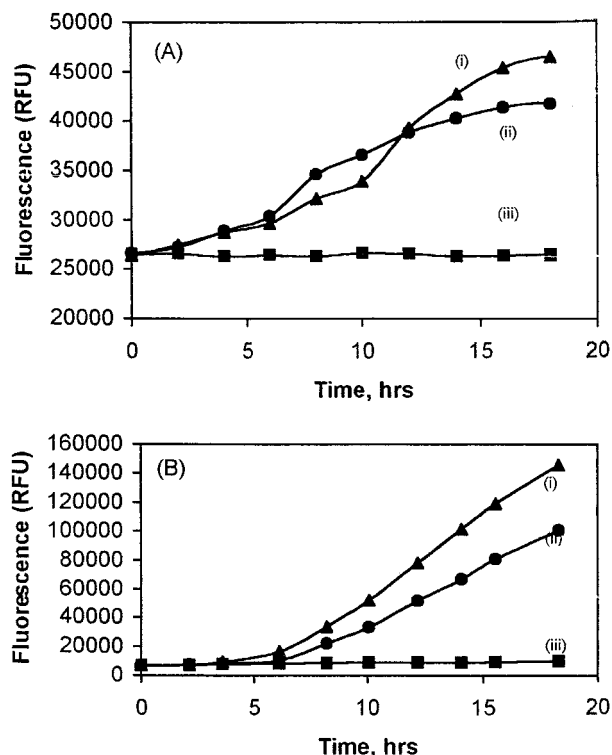 (A)
50000
45000
40000
35000
30000
25000
20000
Fluorescence (RFU)
(i)
(ii)
(iii)
0 5 10 15 20
Time, hrs
(B)
160000
140000
120000
100000
80000
60000
40000
20000
0
Fluorescence (RFU)
(i)
(ii)
(iii)
0 5 10 15 20
Time, hrs